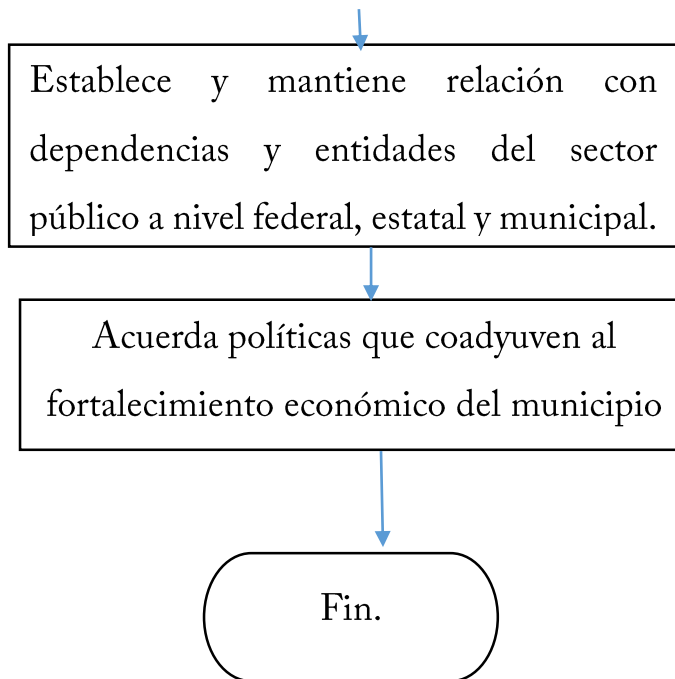 Establece y mantiene relación con
dependencias y entidades del sector
público a nivel federal, estatal y municipal.
Acuerda políticas que coadyuven al
fortalecimiento económico del municipio
Fin.